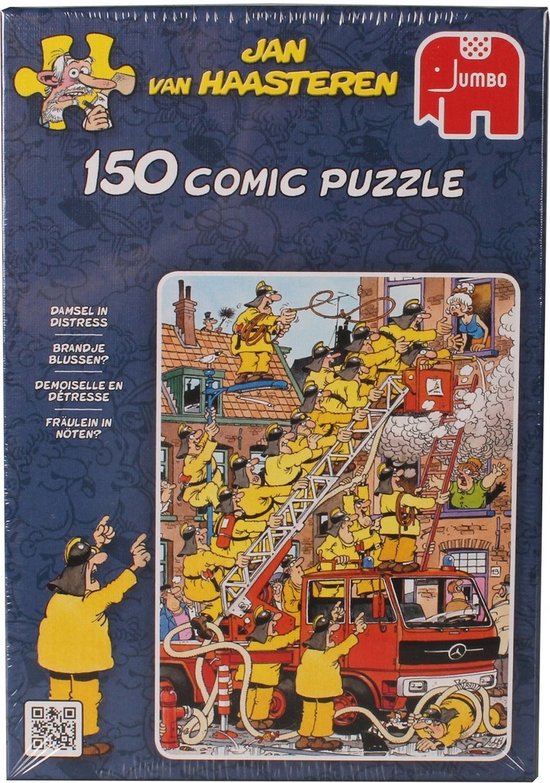 JAN
VAN HAASTEREN
JUMBO
150 COMIC PUZZLE
DAMSEL IN
DISTRESS
BRANDJE
BLUSSEN?
DEMOISELLE EN
DÉTRESSE
FRÄULEIN IN
NÖTEN?